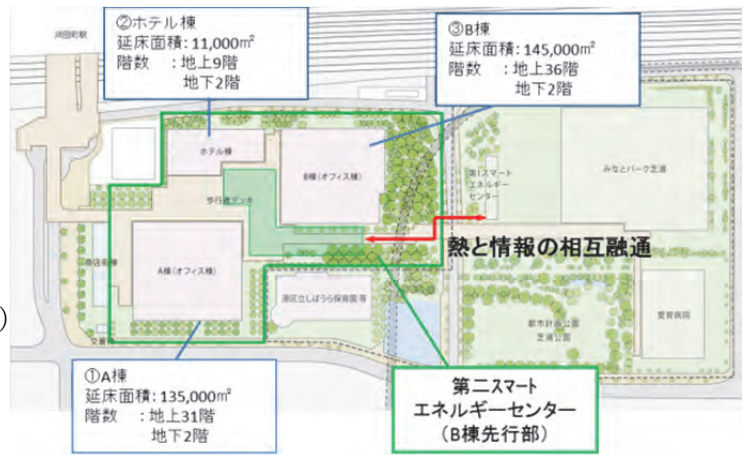 JR田町駅
②ホテル棟
延床面積：11,000㎡
階数　：地上9階
地下2階
③B棟
延床面積：145,000㎡
階数　：地上36階
地下2階
ホテル棟
B棟(オフィス棟)
歩行者デッキ
A棟(オフィス棟)
商店街棟
交番
港区立しばうら保育園 等
第1スマート
エネルギー
センター
みなとパーク芝浦
熱と情報の相互融通
都市計画公園
芝浦公園
愛育病院
①A棟
延床面積：135,000㎡
階数　：地上31階
地下2階
第二スマート
エネルギーセンター
（B棟先行部）
)